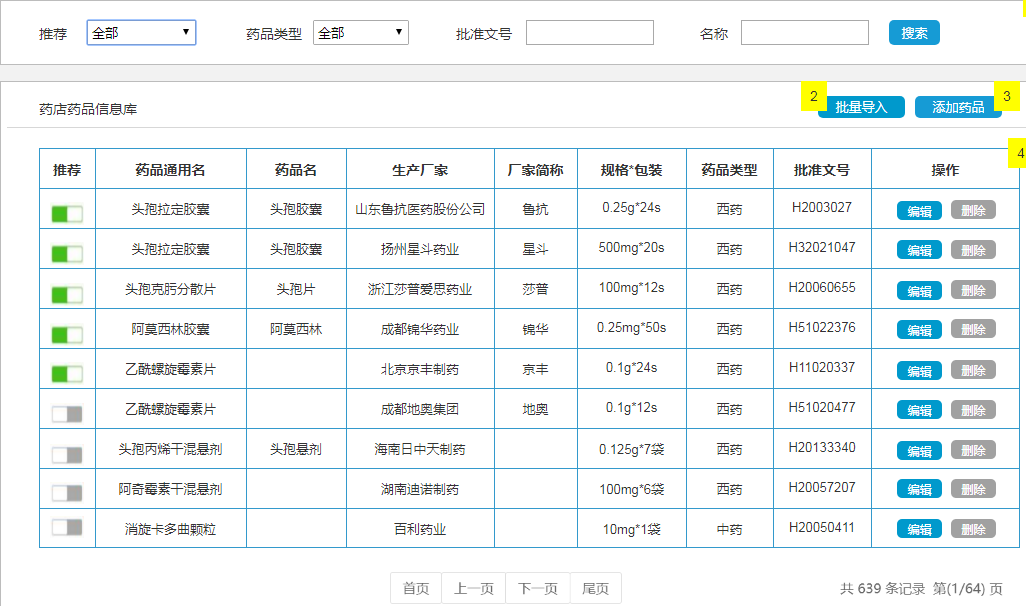 推荐 全部 药品类型 全部 批准文号 名称 搜索
药店药品信息库 2 批量导入 添加药品 3
4
推荐 药品通用名 药品名 生产厂家 厂家简称 规格*包装 药品类型 批准文号 操作
头孢拉定胶囊 头孢胶囊 山东鲁抗医药股份公司 鲁抗 0.25g*24s 西药 H2003027 编辑 删除
头孢拉定胶囊 头孢胶囊 扬州星斗药业 星斗 500mg*20s 西药 H32021047 编辑 删除
头孢克肟分散片 头孢片 浙江莎普爱思药业 莎普 100mg*12s 西药 H20060655 编辑 删除
阿莫西林胶囊 阿莫西林 成都锦华药业 锦华 0.25mg*50s 西药 H51022376 编辑 删除
乙酰螺旋霉素片 北京京丰制药 京丰 0.1g*24s 西药 H11020337 编辑 删除
乙酰螺旋霉素片 成都地奥集团 地奥 0.1g*12s 西药 H51020477 编辑 删除
头孢丙烯干混悬剂 头孢悬剂 海南日中天制药 0.125g*7袋 西药 H20133340 编辑 删除
阿奇霉素干混悬剂 湖南迪诺制药 100mg*6袋 西药 H20057207 编辑 删除
消旋卡多曲颗粒 百利药业 10mg*1袋 中药 H20050411 编辑 删除
首页 上一页 下一页 尾页 共 639 条记录 第(1/64) 页